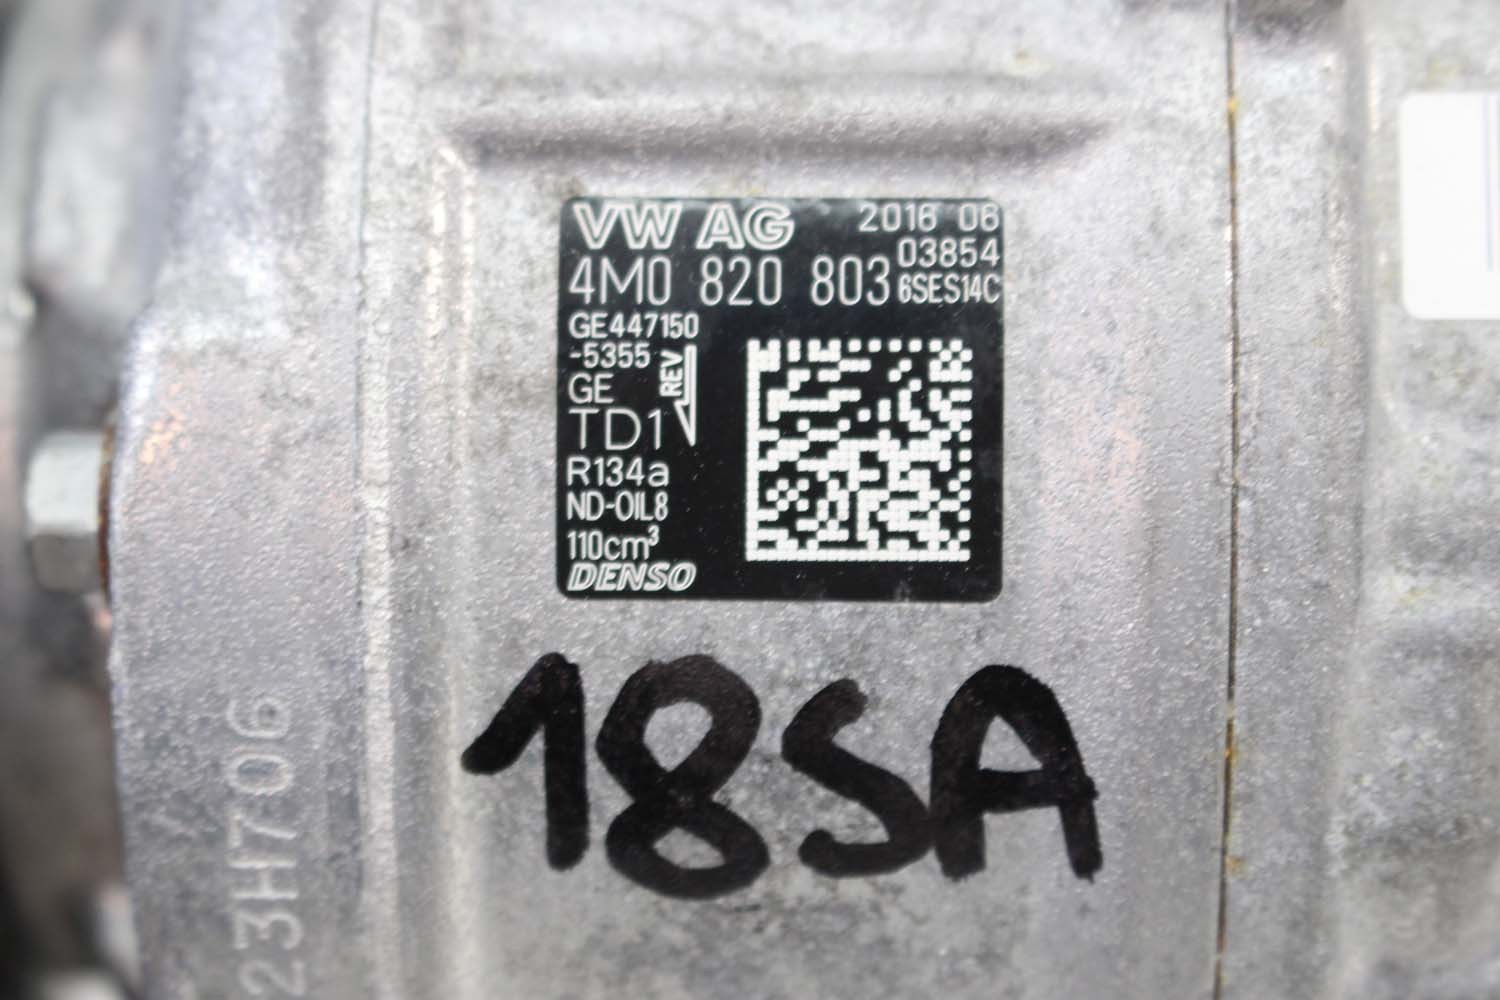 VW AG 2016 06
03854
4M0 820 803 6SES14C
GE447150
-5355
REV
GE
TD1
R134a
ND-OIL8
110cm³
DENSO
18SA
23H706